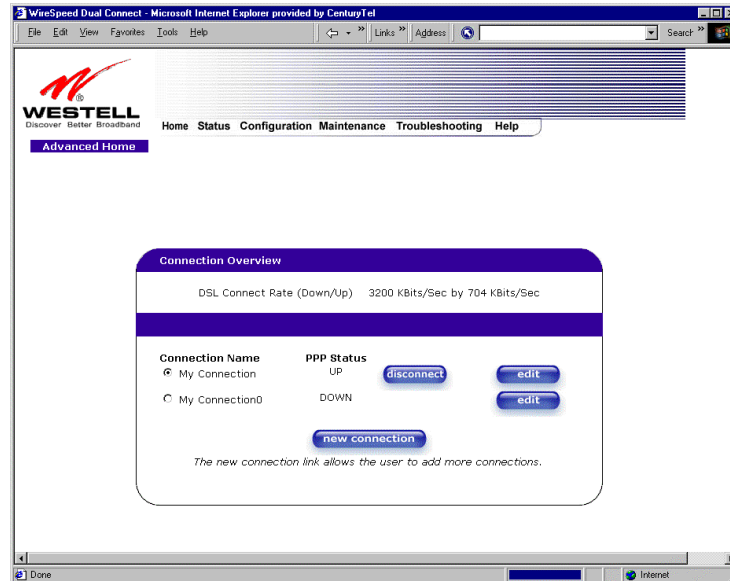 WireSpeed Dual Connect - Microsoft Internet Explorer provided by CenturyTel
File Edit View Favorites Tools Help » Links » Address Search »
WESTELL
®
Discover Better Broadband
Home Status Configuration Maintenance Troubleshooting Help
Advanced Home
Connection Overview
DSL Connect Rate (Down/Up) 3200 KBits/Sec by 704 KBits/Sec
Connection Name PPP Status
My Connection UP disconnect edit
My Connection0 DOWN edit
new connection
The new connection link allows the user to add more connections.
Done Internet